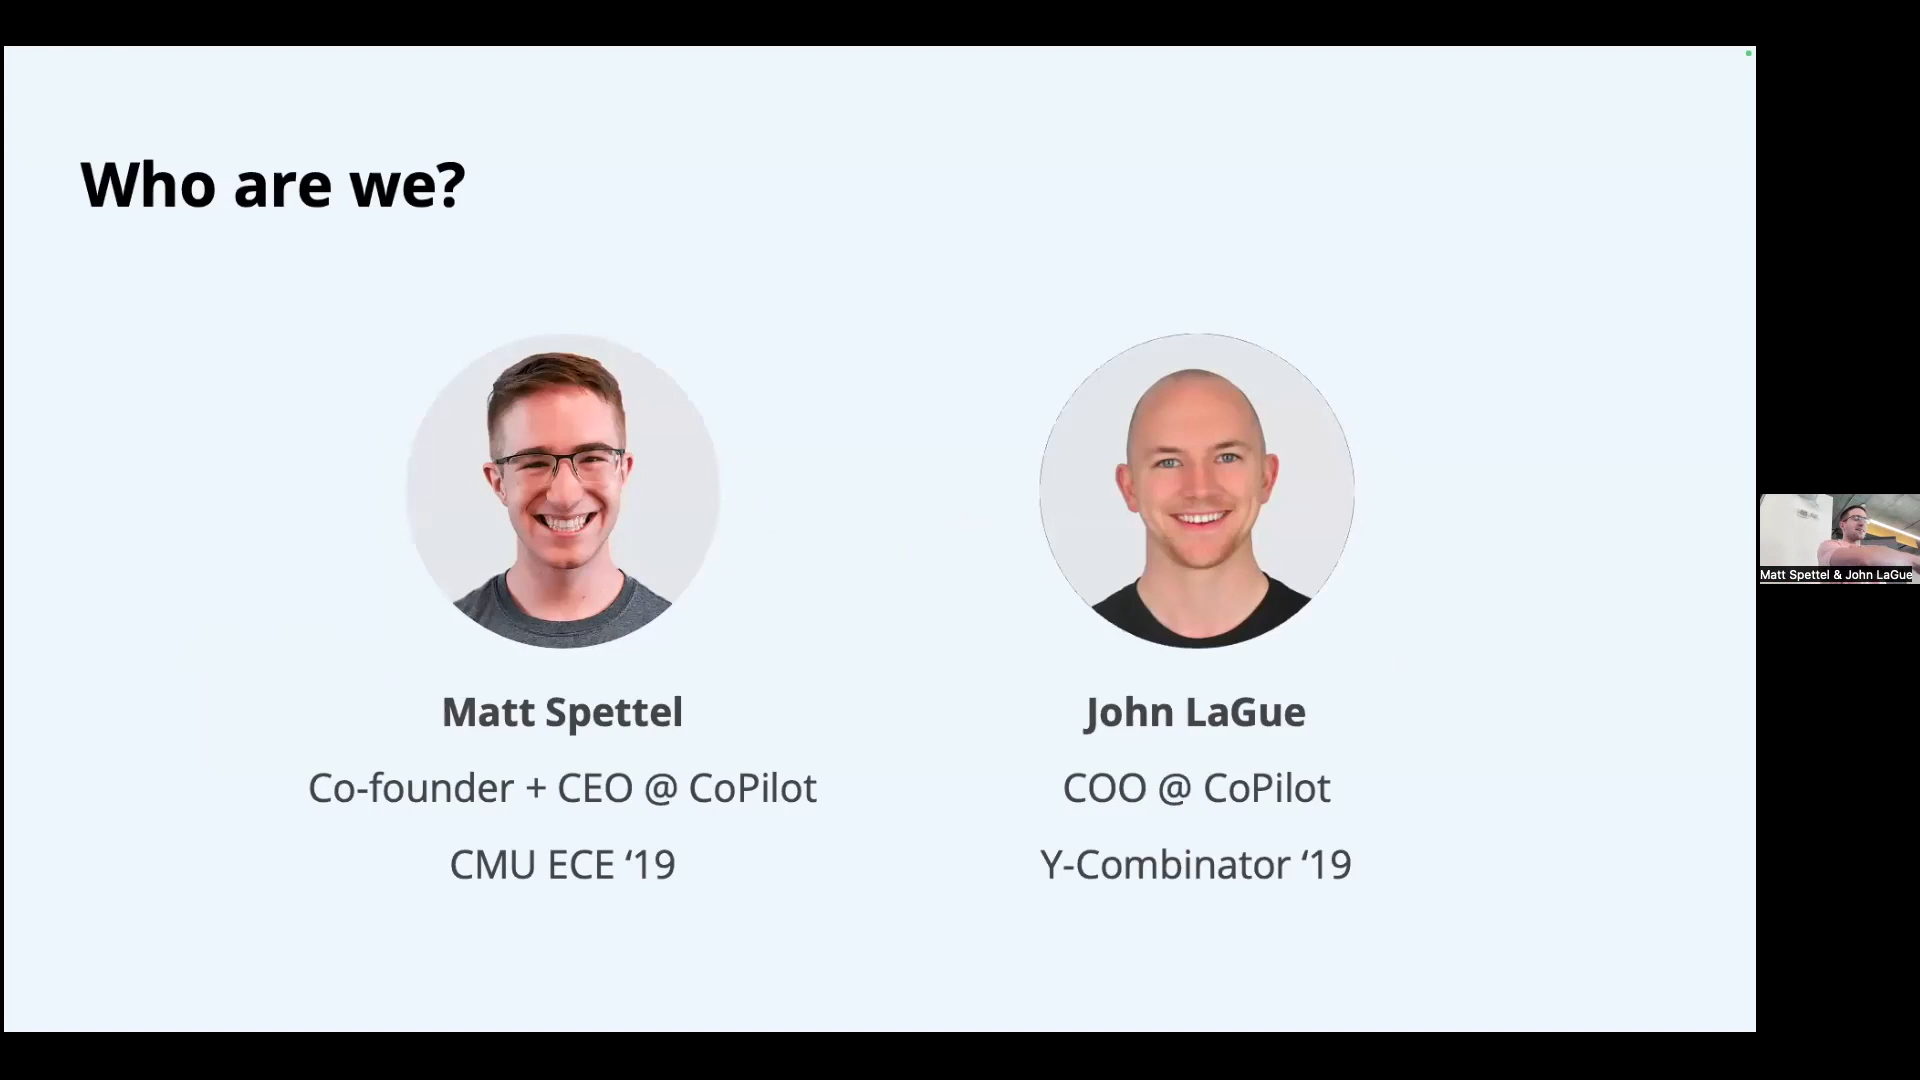 Who are we?
Matt Spettel
Co-founder + CEO @ CoPilot
CMU ECE ‘19
John LaGue
COO @ CoPilot
Y-Combinator ‘19
Matt Spettel & John LaGue